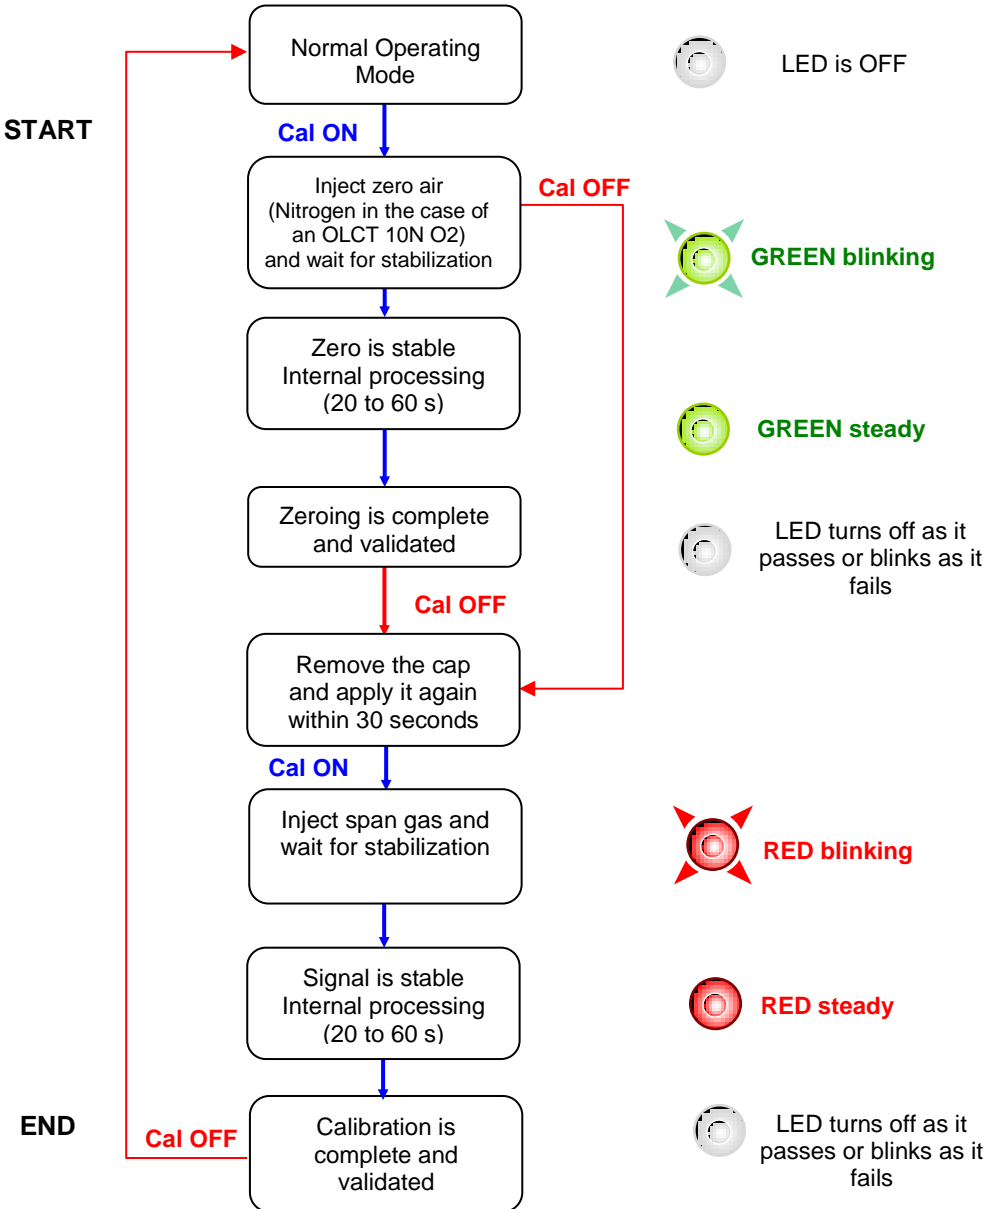 Normal Operating
Mode
LED is OFF
START
Cal ON
Inject zero air
(Nitrogen in the case of
an OLCT 10N O2)
and wait for stabilization
Cal OFF
GREEN blinking
Zero is stable
Internal processing
(20 to 60 s)
GREEN steady
Zeroing is complete
and validated
LED turns off as it
passes or blinks as it
fails
Cal OFF
Remove the cap
and apply it again
within 30 seconds
Cal ON
Inject span gas and
wait for stabilization
RED blinking
Signal is stable
Internal processing
(20 to 60 s)
RED steady
END
Cal OFF
Calibration is
complete and
validated
LED turns off as it
passes or blinks as it
fails